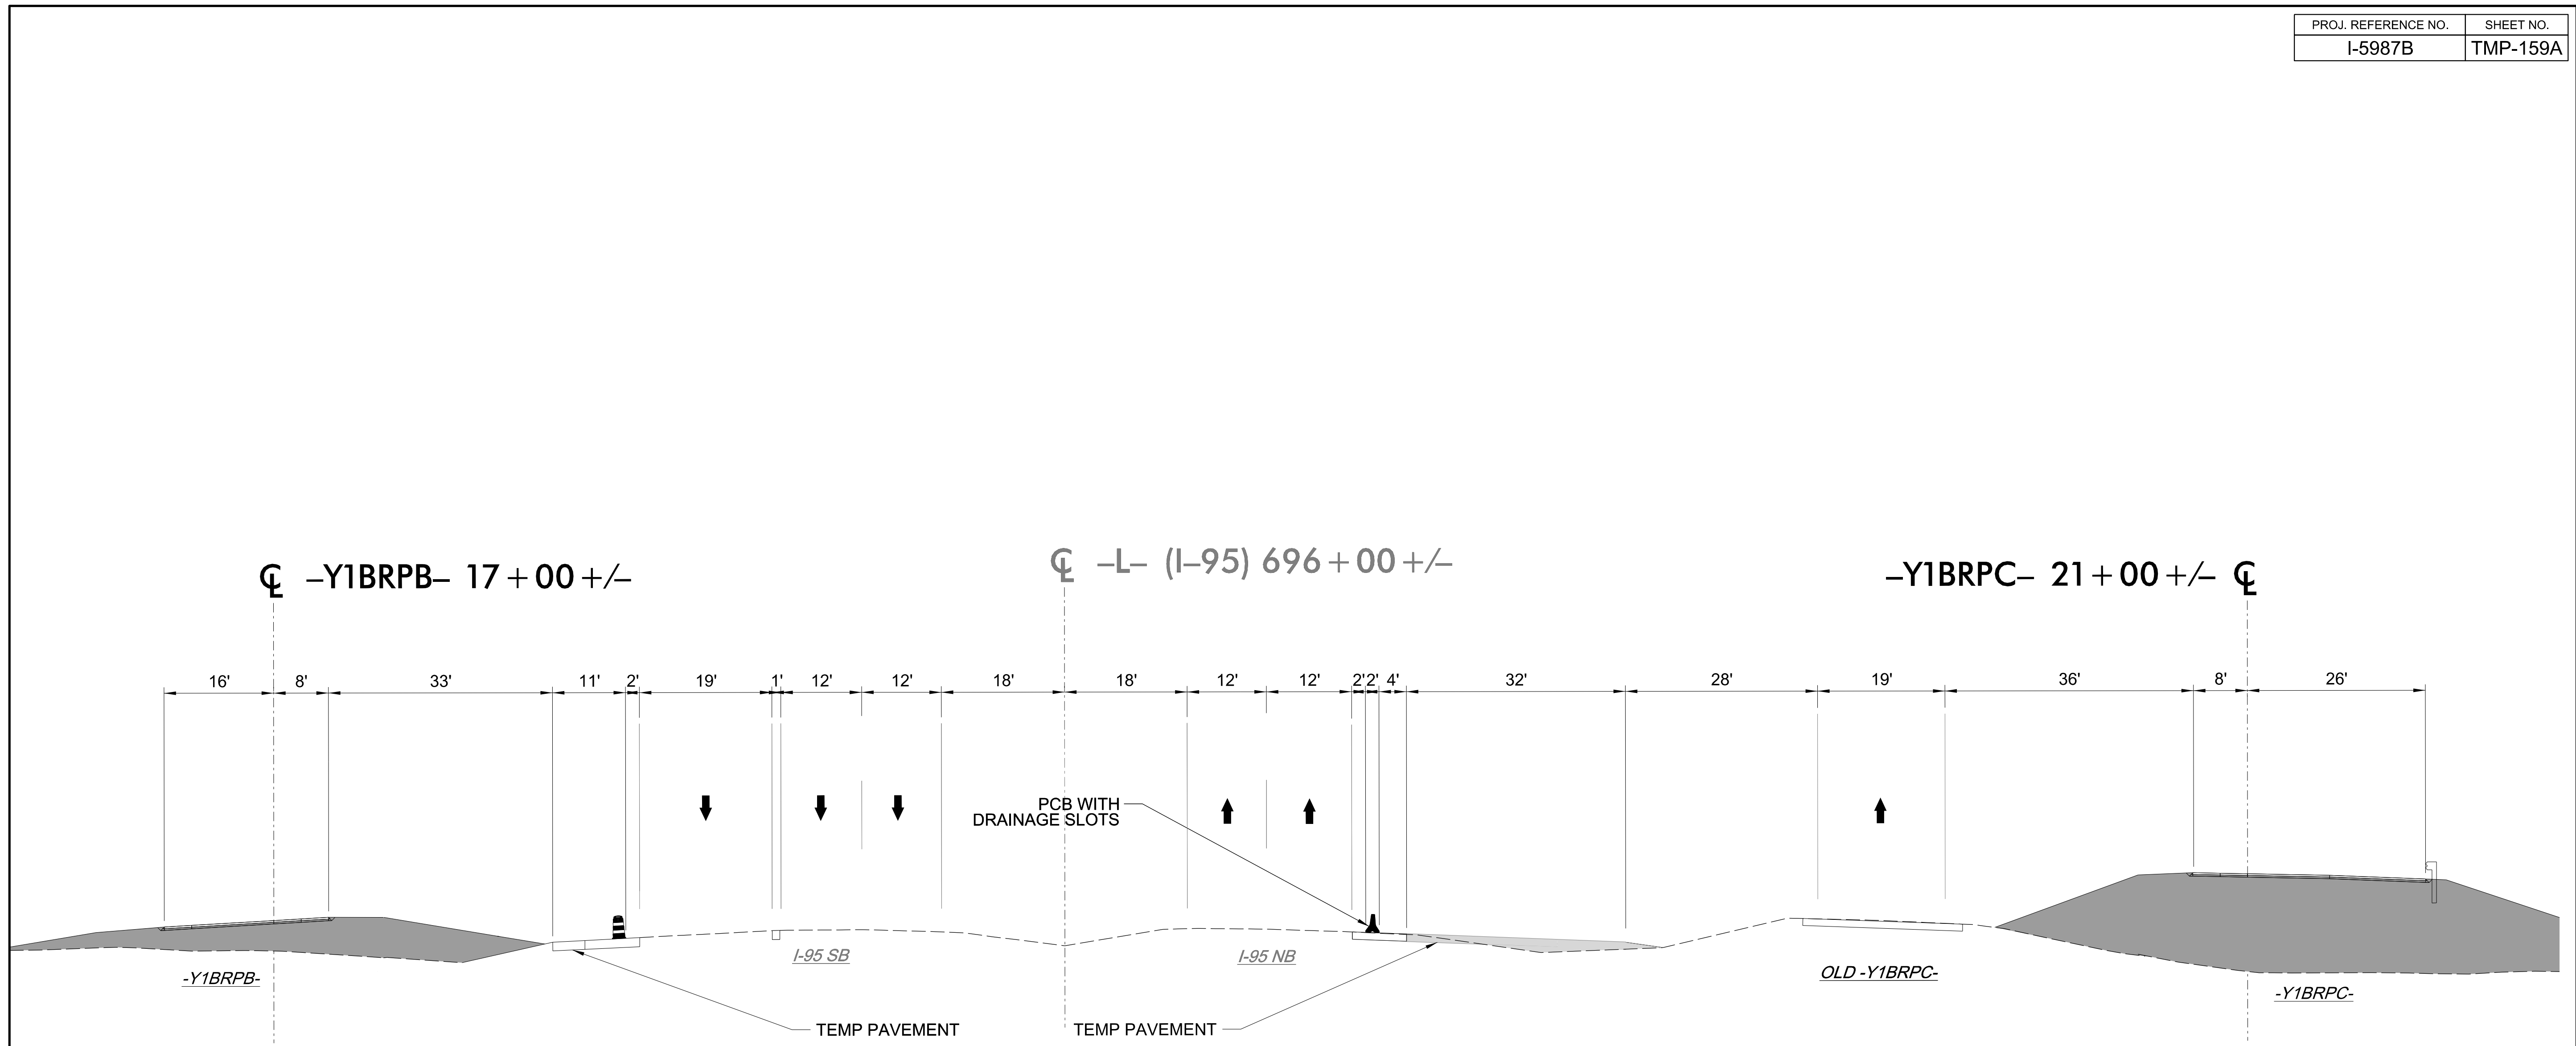 PROJ. REFERENCE NO. SHEET NO.
I-5987B TMP-159A
℄ –Y1BRPB– 17+00 +/–
℄ –L– (I–95) 696+00 +/–
–Y1BRPC– 21+00 +/– ℄
16' 8' 33' 11' 2' 19' 1' 12' 12' 18' 18' 12' 12' 2' 2' 4' 32' 28' 19' 36' 8' 26'
PCB WITH
DRAINAGE SLOTS
I-95 SB
I-95 NB
-Y1BRPB-
OLD -Y1BRPC-
-Y1BRPC-
TEMP PAVEMENT
TEMP PAVEMENT